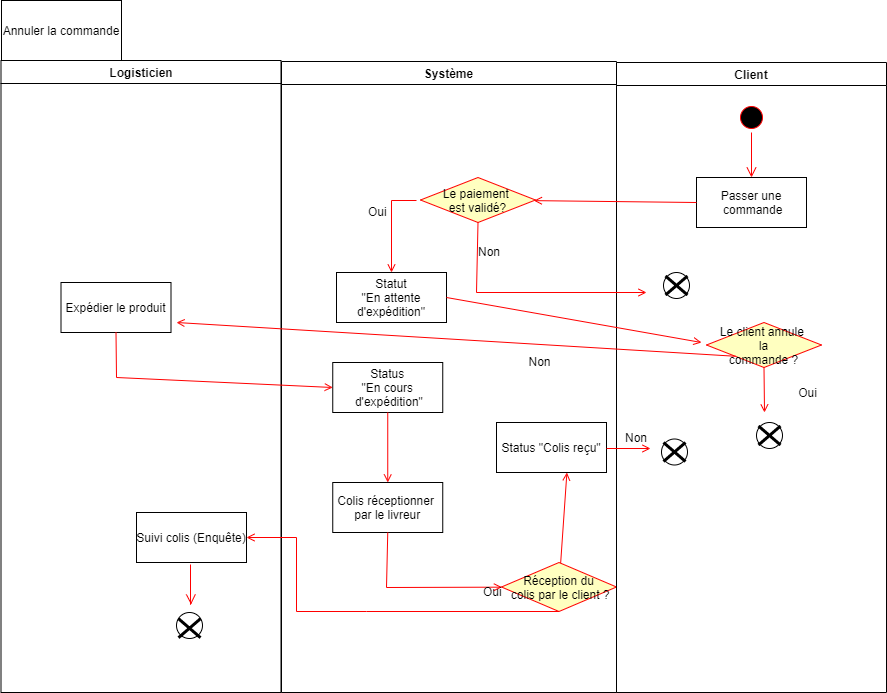 Annuler la commande
Logisticien
Système
Client
Passer une
commande
Le paiement
est validé?
Oui
Non
Statut
"En attente
d'expédition"
Expédier le produit
Le client annule
la
commande ?
Non
Oui
Status
"En cours
d'expédition"
Status "Colis reçu"
Non
Colis réceptionner
par le livreur
Suivi colis (Enquête)
Oui
Réception du
colis par le client ?